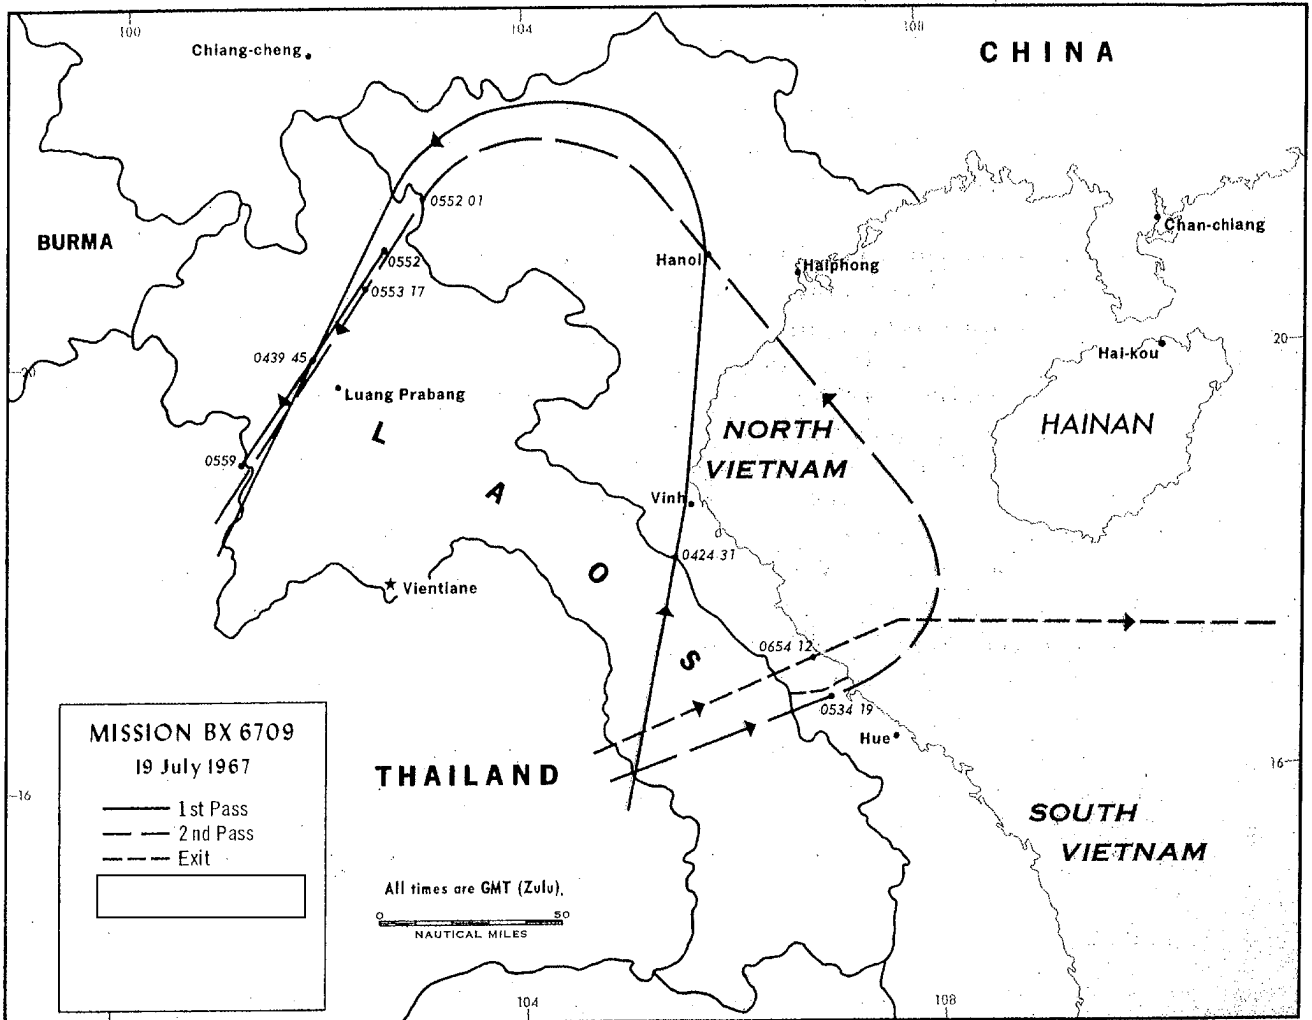 100
104
108
Chiang-cheng
CHINA
0552 01
BURMA
Chan-chiang
0552
Hanoi
Haiphong
0553 17
20
Hai-kou
0439 45
20
Luang Prabang
HAINAN
L
NORTH
VIETNAM
0559
A
Vinh
0424 31
O
Vientiane
0654 12
S
0534 19
Hue
MISSION BX 6709
19 July 1967
1st Pass
2nd Pass
Exit
THAILAND
16
16
SOUTH
VIETNAM
All times are GMT (Zulu).
0 50
NAUTICAL MILES
104
108